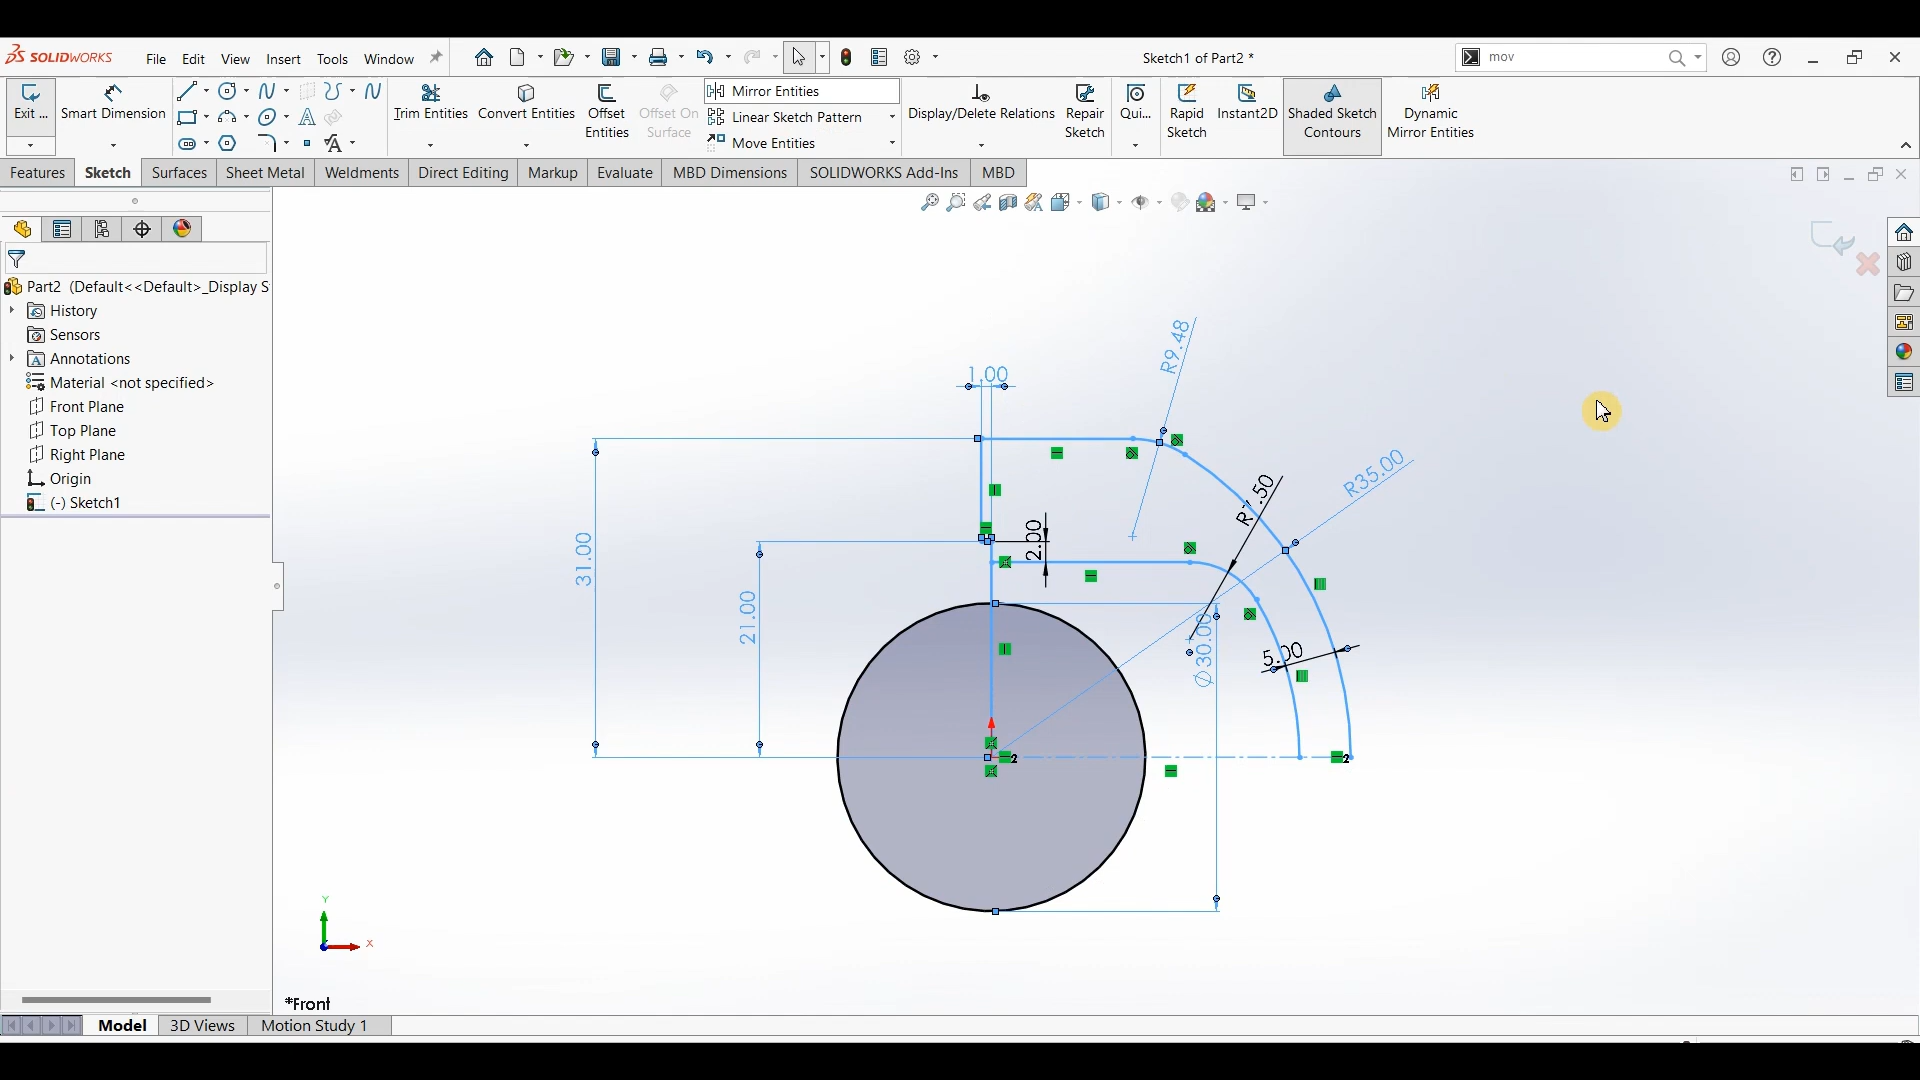 SOLIDWORKS
File Edit View Insert Tools Window
Sketch1 of Part2 *
mov
Exit ...
Smart Dimension
Trim Entities
Convert Entities
Offset Entities
Offset On Surface
Mirror Entities
Linear Sketch Pattern
Move Entities
Display/Delete Relations
Repair Sketch
Qui...
Rapid Sketch
Instant2D
Shaded Sketch Contours
Dynamic Mirror Entities
Features Sketch Surfaces Sheet Metal Weldments Direct Editing Markup Evaluate MBD Dimensions SOLIDWORKS Add-Ins MBD
Part2 (Default<<Default>_Display S
History
Sensors
Annotations
Material <not specified>
Front Plane
Top Plane
Right Plane
Origin
(-) Sketch1
R9.48
1.00
R35.00
2.00
31.00
21.00
∅30.00
5.00
2
2
Y
X
*Front
Model 3D Views Motion Study 1